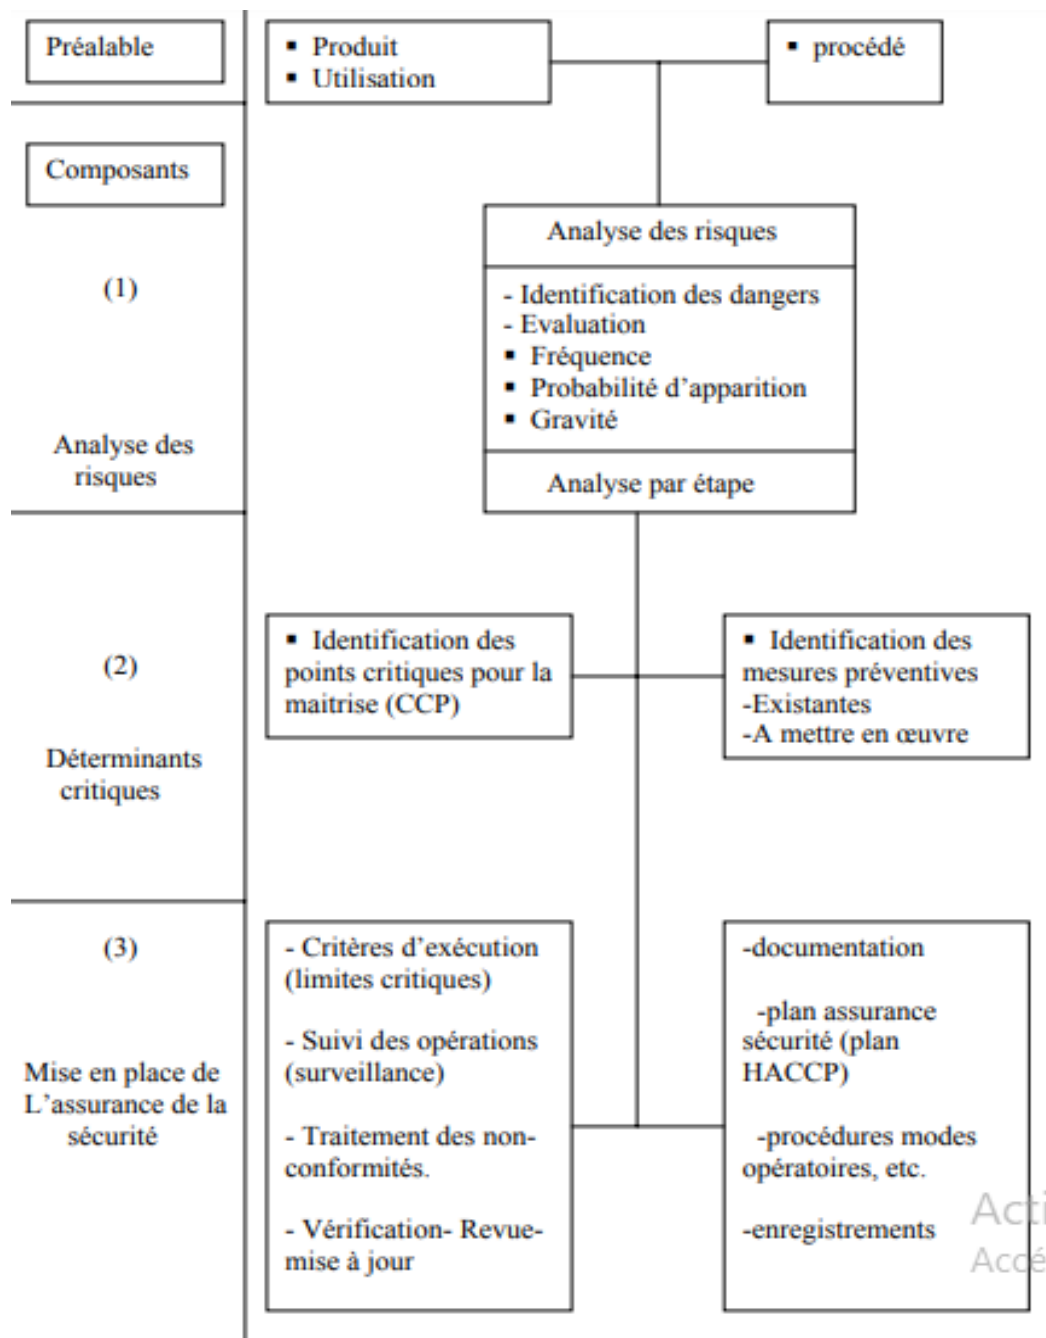 Préalable
▪ Produit
▪ Utilisation
▪ procédé
Composants
(1)
Analyse des
risques
Analyse des risques
- Identification des dangers
- Evaluation
▪ Fréquence
▪ Probabilité d’apparition
▪ Gravité
Analyse par étape
(2)
Déterminants
critiques
▪ Identification des
points critiques pour la
maitrise (CCP)
▪ Identification des
mesures préventives
-Existantes
-A mettre en œuvre
(3)
Mise en place de
L’assurance de la
sécurité
- Critères d’exécution
(limites critiques)
- Suivi des opérations
(surveillance)
- Traitement des non-
conformités.
- Vérification- Revue-
mise à jour
-documentation
-plan assurance
sécurité (plan
HACCP)
-procédures modes
opératoires, etc.
-enregistrements
Acti
Accé